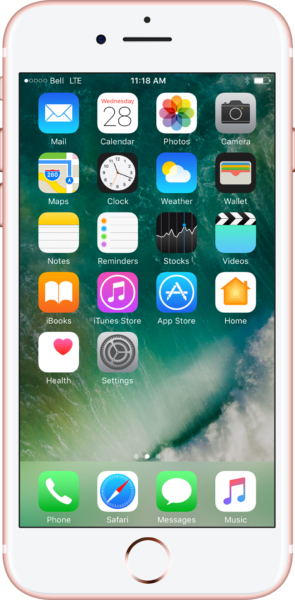 Bell LTE 11:18 AM
Wednesday
28
Mail Calendar Photos Camera
280
Maps Clock Weather Wallet
Notes Reminders Stocks Videos
iBooks iTunes Store App Store Home
Health Settings
Phone Safari Messages Music